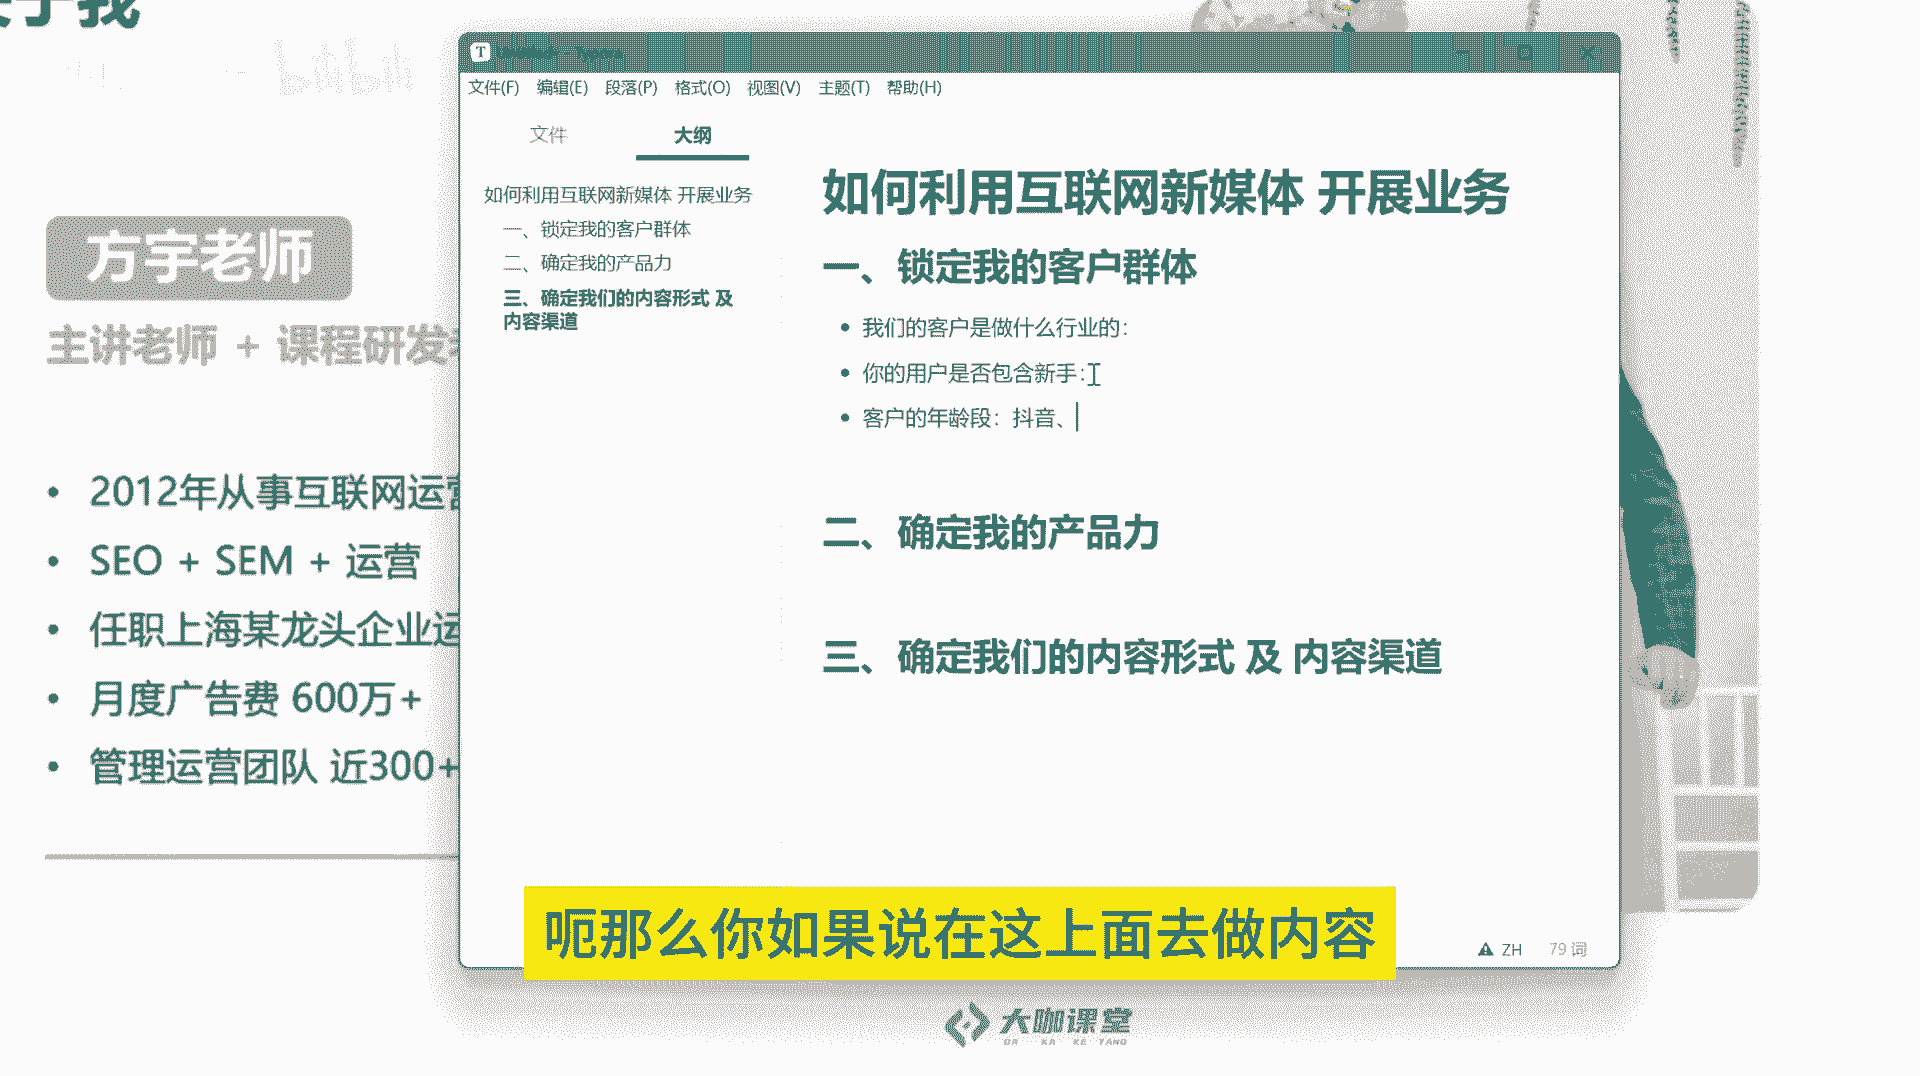 于我
方宇老师
主讲老师 + 课程研发
2012年从事互联网运营
SEO + SEM + 运营
任职上海某龙头企业运
月度广告费 600万+
管理运营团队 近300+
T
Typora
文件(F) 编辑(E) 段落(P) 格式(O) 视图(V) 主题(T) 帮助(H)
文件 大纲
如何利用互联网新媒体 开展业务
一、锁定我的客户群体
二、确定我的产品力
三、确定我们的内容形式 及
内容渠道
如何利用互联网新媒体 开展业务
一、锁定我的客户群体
• 我们的客户是做什么行业的：
• 你的用户是否包含新手：
• 客户的年龄段：抖音、
二、确定我的产品力
三、确定我们的内容形式 及 内容渠道
呃那么你如果说在这上面去做内容
ZH 79 词
大咖课堂
DA KA KE TANG